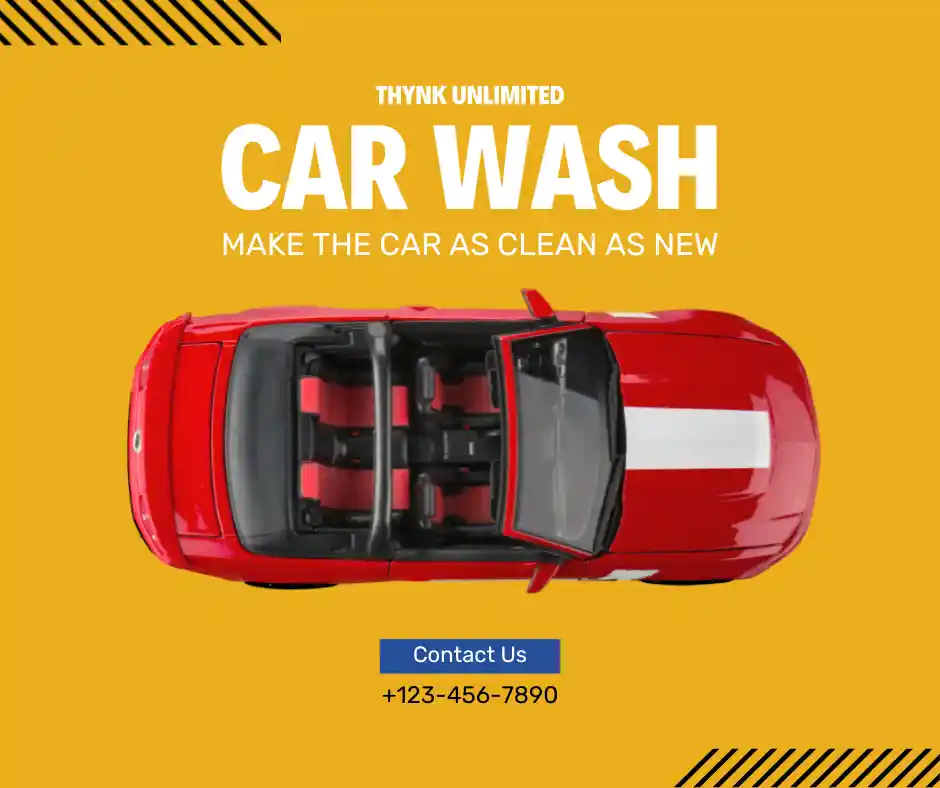 THYNK UNLIMITED
CAR WASH
MAKE THE CAR AS CLEAN AS NEW
Contact Us
+123-456-7890